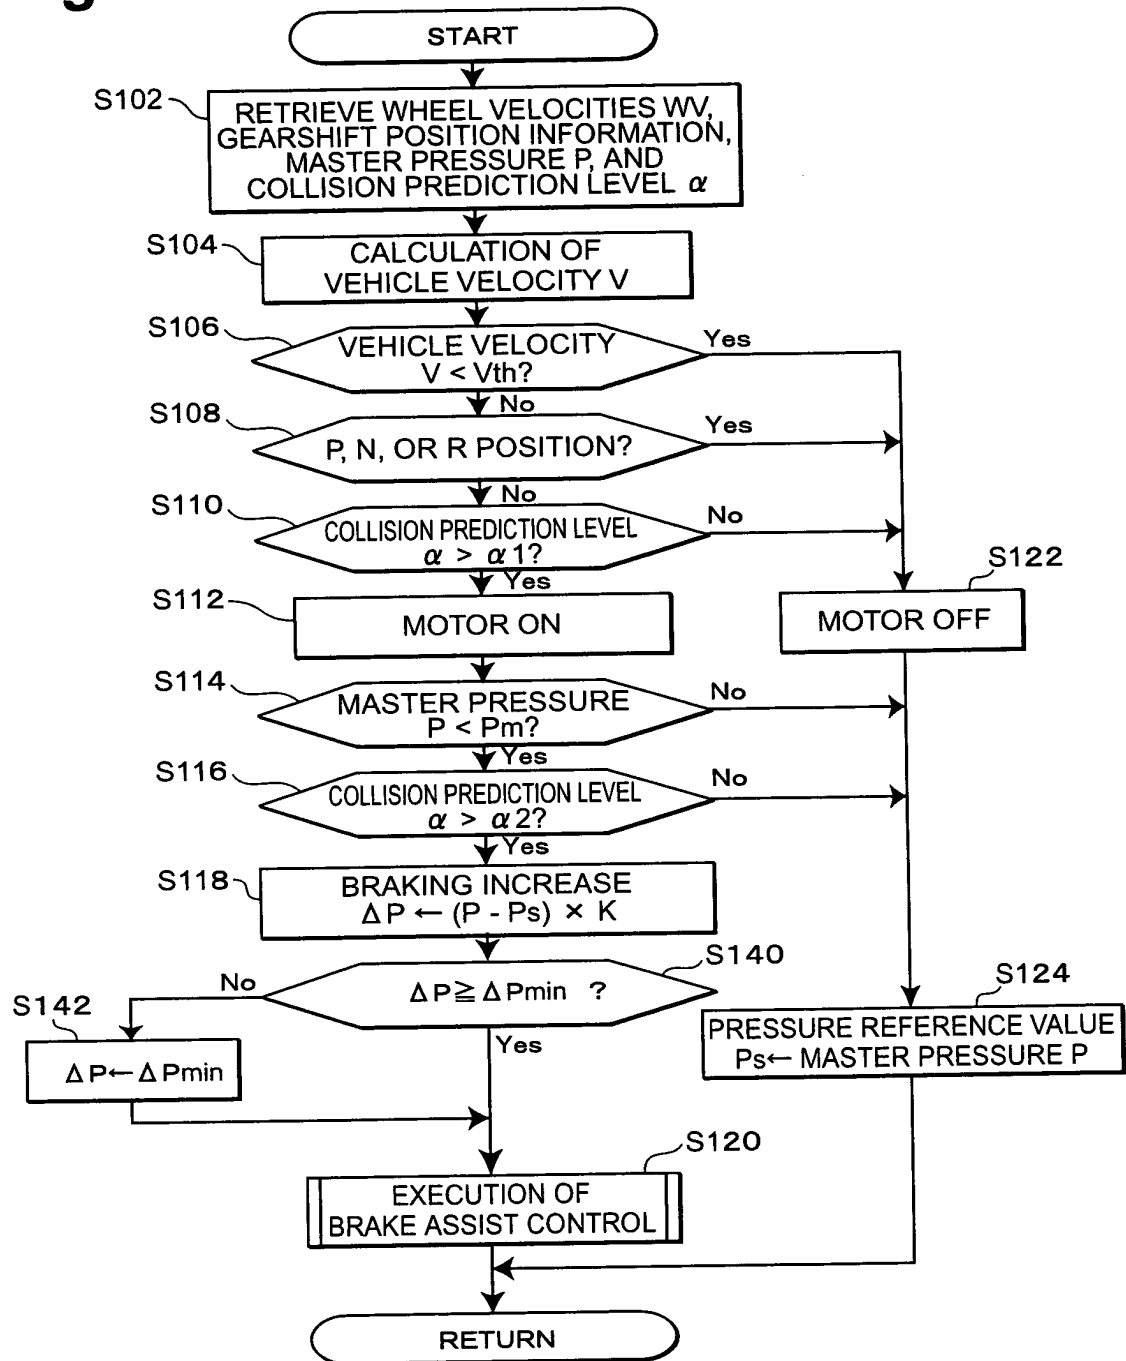 START
S102
RETRIEVE WHEEL VELOCITIES WV,
GEARSHIFT POSITION INFORMATION,
MASTER PRESSURE P, AND
COLLISION PREDICTION LEVEL α
S104
CALCULATION OF
VEHICLE VELOCITY V
S106
VEHICLE VELOCITY
V < Vth?
Yes
No
S108
P, N, OR R POSITION?
Yes
No
S110
COLLISION PREDICTION LEVEL
α > α1?
No
Yes
S112
MOTOR ON
S122
MOTOR OFF
S114
MASTER PRESSURE
P < Pm?
No
Yes
S116
COLLISION PREDICTION LEVEL
α > α2?
No
Yes
S118
BRAKING INCREASE
ΔP ← (P - Ps) × K
S140
ΔP ≧ ΔPmin ?
No
Yes
S142
ΔP ← ΔPmin
S124
PRESSURE REFERENCE VALUE
Ps ← MASTER PRESSURE P
S120
EXECUTION OF
BRAKE ASSIST CONTROL
RETURN